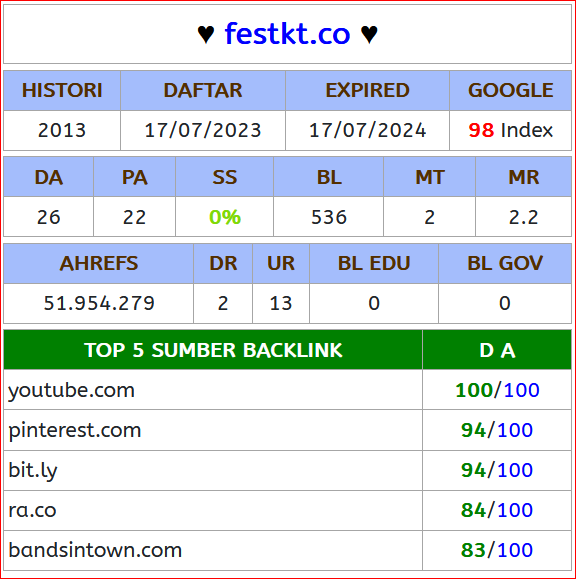 ♥ festkt.co ♥
HISTORI DAFTAR EXPIRED GOOGLE
2013 17/07/2023 17/07/2024 98 Index
DA PA SS BL MT MR
26 22 0% 536 2 2.2
AHREFS DR UR BL EDU BL GOV
51.954.279 2 13 0 0
TOP 5 SUMBER BACKLINK D A
youtube.com 100/100
pinterest.com 94/100
bit.ly 94/100
ra.co 84/100
bandsintown.com 83/100